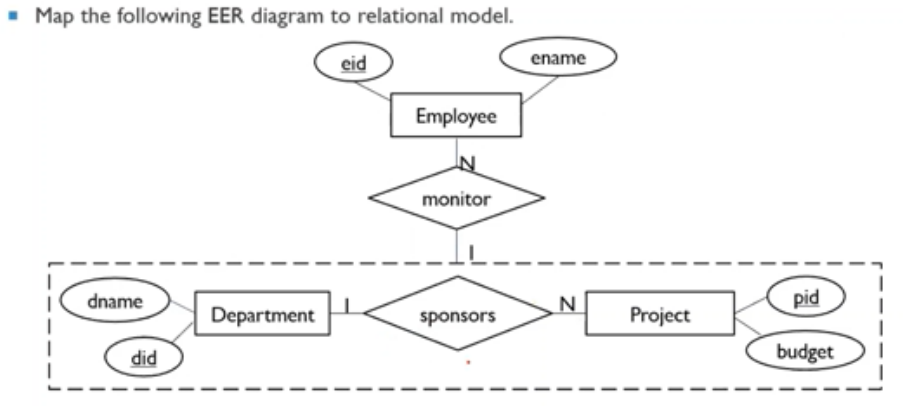 Map the following EER diagram to relational model.
eid
ename
Employee
N
monitor
1
dname
Department
1
sponsors
N
Project
pid
did
budget